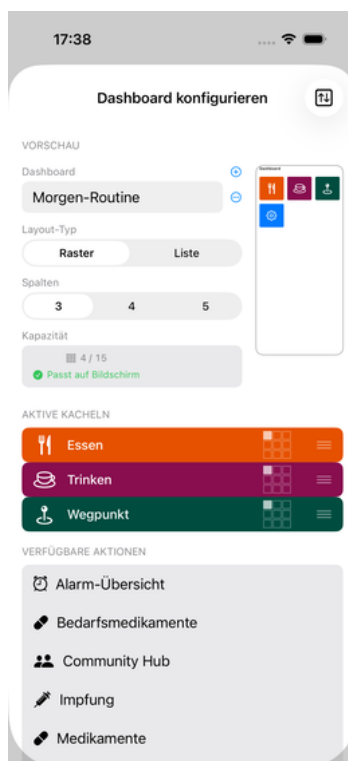 17:38
Dashboard konfigurieren
VORSCHAU
Dashboard
Morgen-Routine
Layout-Typ
Raster Liste
Spalten
3 4 5
Kapazität
4 / 15
Passt auf Bildschirm
Dashboard
AKTIVE KACHELN
Essen
Trinken
Wegpunkt
VERFÜGBARE AKTIONEN
Alarm-Übersicht
Bedarfsmedikamente
Community Hub
Impfung
Medikamente